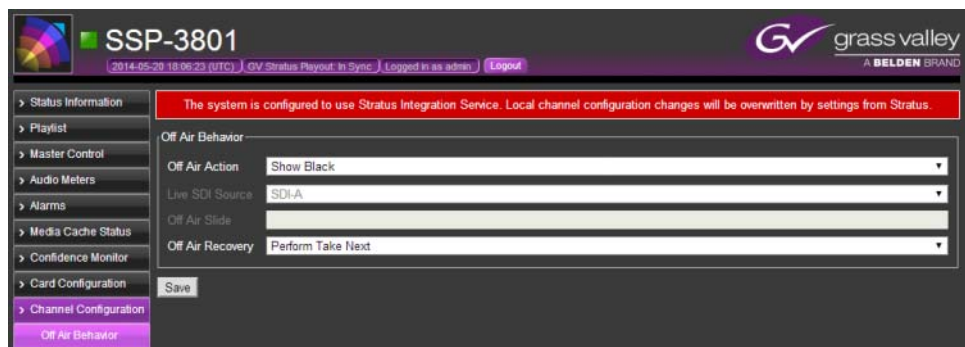 SSP-3801
2014-05-20 18:06:23 (UTC) GV Stratus Playout: In Sync Logged in as admin Logout
GV grass valley
A BELDEN BRAND
> Status Information
> Playlist
> Master Control
> Audio Meters
> Alarms
> Media Cache Status
> Confidence Monitor
> Card Configuration
> Channel Configuration
Off Air Behavior
The system is configured to use Stratus Integration Service. Local channel configuration changes will be overwritten by settings from Stratus.
Off Air Behavior
Off Air Action Show Black
Live SDI Source SDI-A
Off Air Slide
Off Air Recovery Perform Take Next
Save